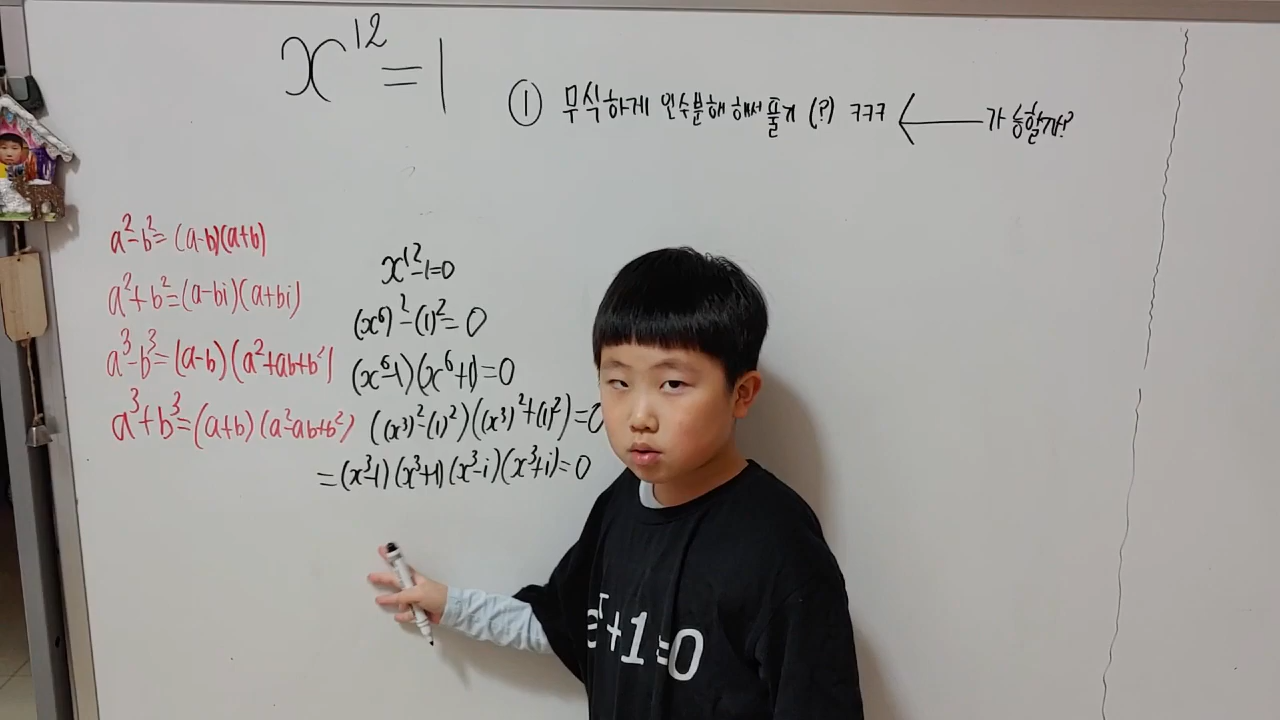 x¹²=1
① 무식하게 인수분해 해서 풀기 (?) ㅋㅋㅋ ← 가능할까?
a²-b²=(a-b)(a+b)
a²+b²=(a-bi)(a+bi)
a³-b³=(a-b)(a²+ab+b²)
a³+b³=(a+b)(a²-ab+b²)
x¹²-1=0
(x⁶)²-(1)²=0
(x⁶-1)(x⁶+1)=0
((x³)²-(1)²)((x³)²+(1)²)=0
=(x³-1)(x³+1)(x³-i)(x³+i)=0
+1=0